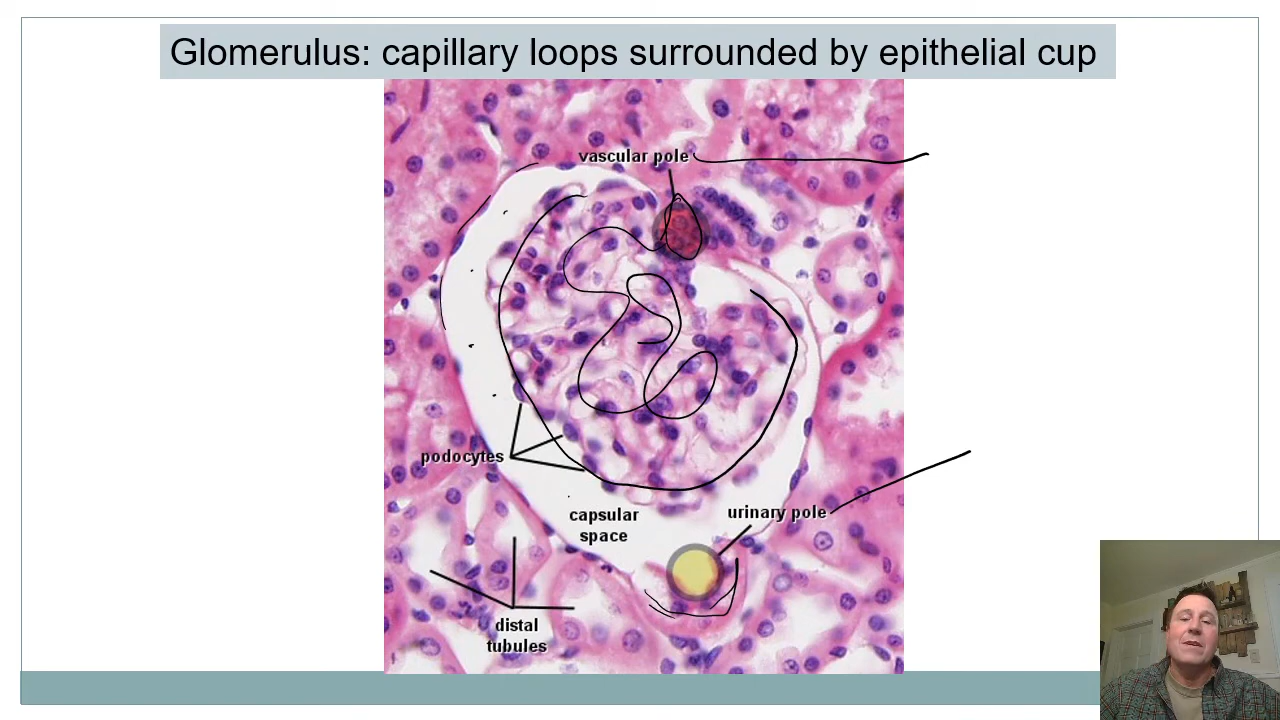 Glomerulus: capillary loops surrounded by epithelial cup
vascular pole
podocytes
capsular
space
urinary pole
distal
tubules